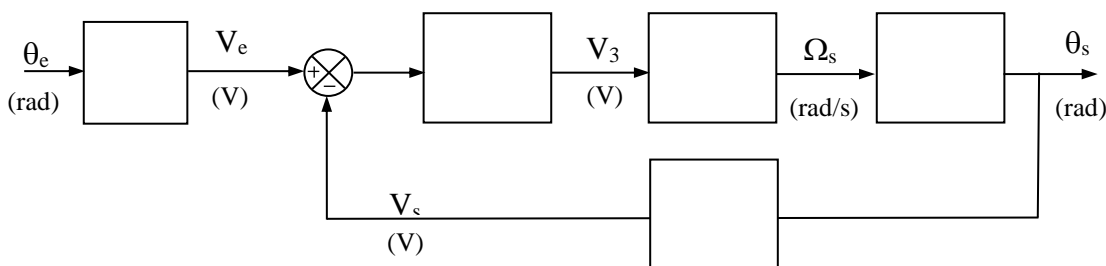 θₑ
(rad)
Vₑ
(V)
+
−
V₃
(V)
Ωₛ
(rad/s)
θₛ
(rad)
Vₛ
(V)